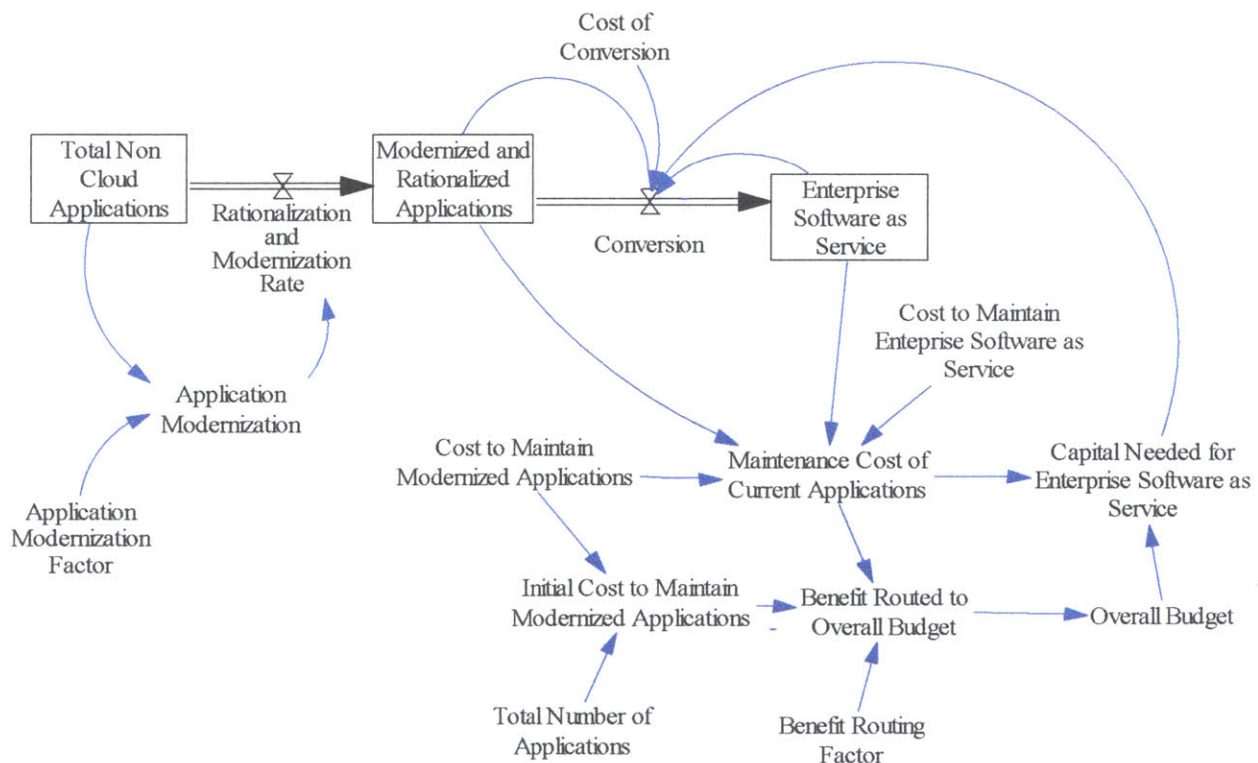 Cost of
Conversion
Total Non
Cloud
Applications
Modernized and
Rationalized
Applications
Rationalization
and
Modernization
Rate
Conversion
Enterprise
Software as
Service
Cost to Maintain
Enteprise Software as
Service
Application
Modernization
Application
Modernization
Factor
Cost to Maintain
Modernized Applications
Maintenance Cost of
Current Applications
Capital Needed for
Enterprise Software as
Service
Initial Cost to Maintain
Modernized Applications
Benefit Routed to
Overall Budget
Overall Budget
Total Number of
Applications
Benefit Routing
Factor